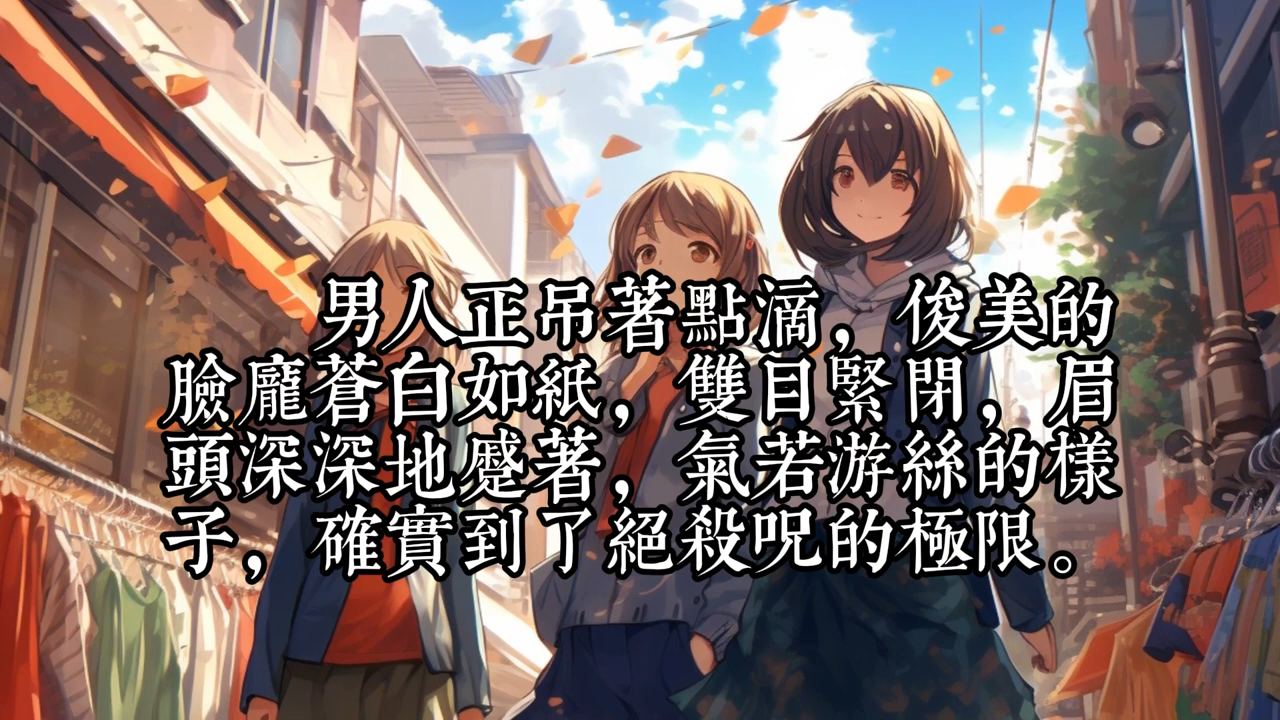 男人正吊著點滴，俊美的
臉龐蒼白如紙，雙目緊閉，眉
頭深深地蹙著，氣若游絲的樣
子，確實到了絕殺咒的極限。